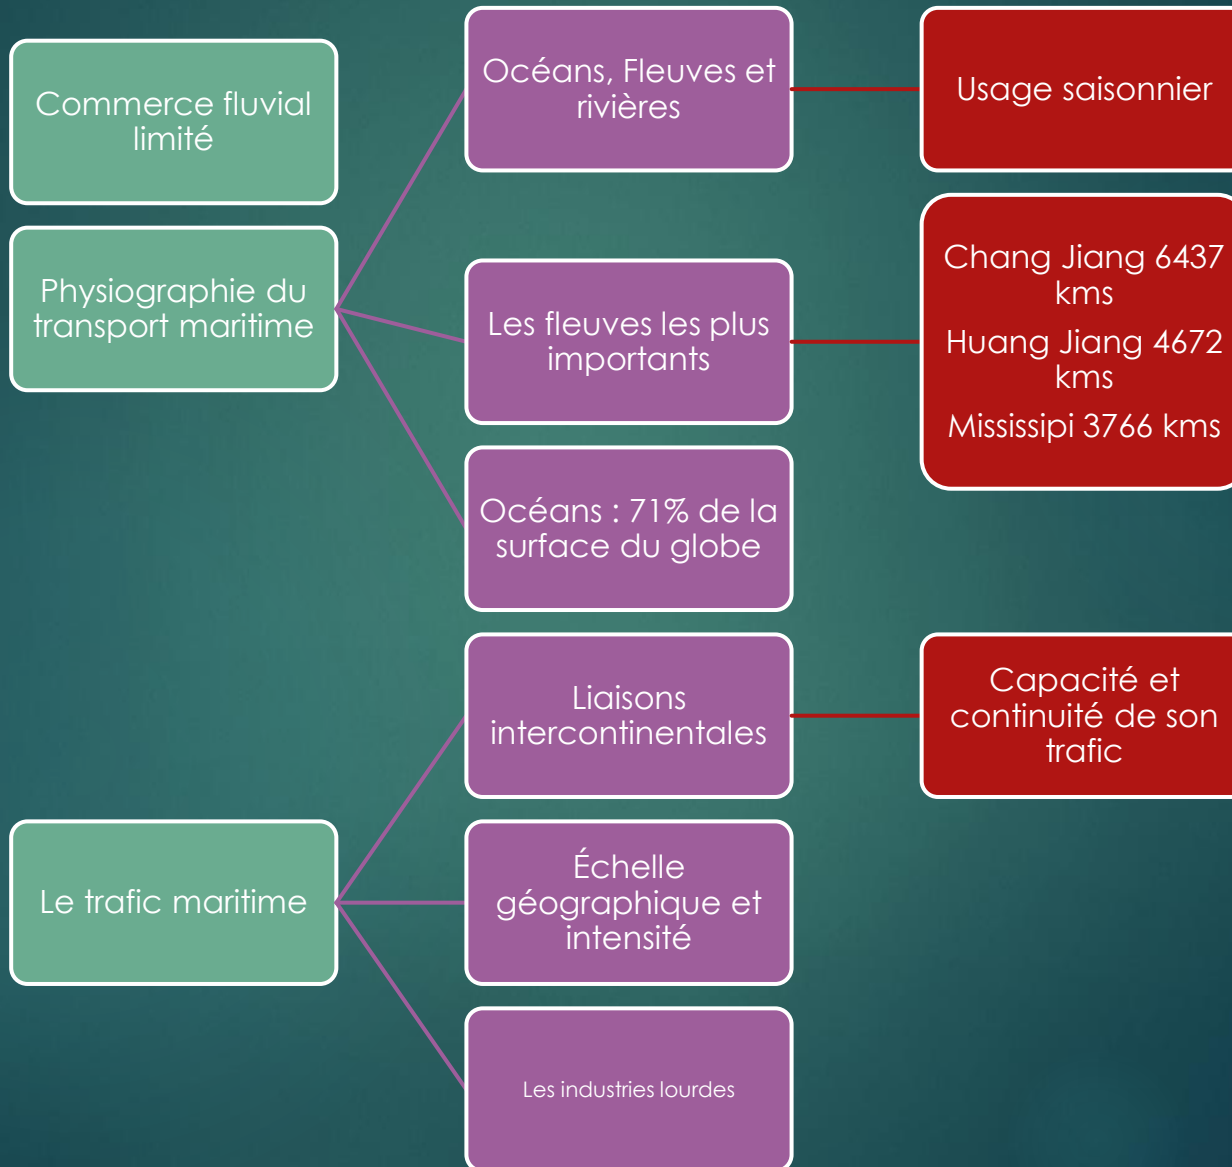 Commerce fluvial
limité
Physiographie du
transport maritime
Océans, Fleuves et
rivières
Usage saisonnier
Les fleuves les plus
importants
Chang Jiang 6437
kms
Huang Jiang 4672
kms
Mississipi 3766 kms
Océans : 71% de la
surface du globe
Le trafic maritime
Liaisons
intercontinentales
Capacité et
continuité de son
trafic
Échelle
géographique et
intensité
Les industries lourdes